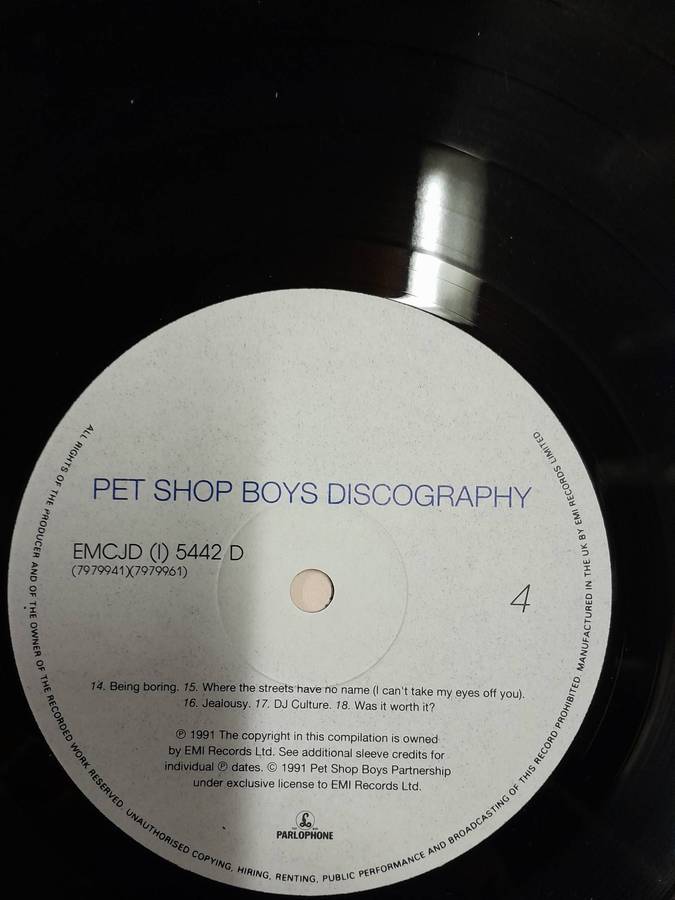 PET SHOP BOYS DISCOGRAPHY
EMCJD (I) 5442 D
(7979941)(7979961)
4
14. Being boring. 15. Where the streets have no name (I can't take my eyes off you).
16. Jealousy. 17. DJ Culture. 18. Was it worth it?
℗ 1991 The copyright in this compilation is owned
by EMI Records Ltd. See additional sleeve credits for
individual ℗ dates. © 1991 Pet Shop Boys Partnership
under exclusive license to EMI Records Ltd.
£
PARLOPHONE
ALL RIGHTS OF THE PRODUCER AND OF THE OWNER OF THE RECORDED WORK RESERVED. UNAUTHORISED COPYING, HIRING, RENTING, PUBLIC PERFORMANCE AND BROADCASTING OF THIS RECORD PROHIBITED. MANUFACTURED IN THE UK BY EMI RECORDS LIMITED